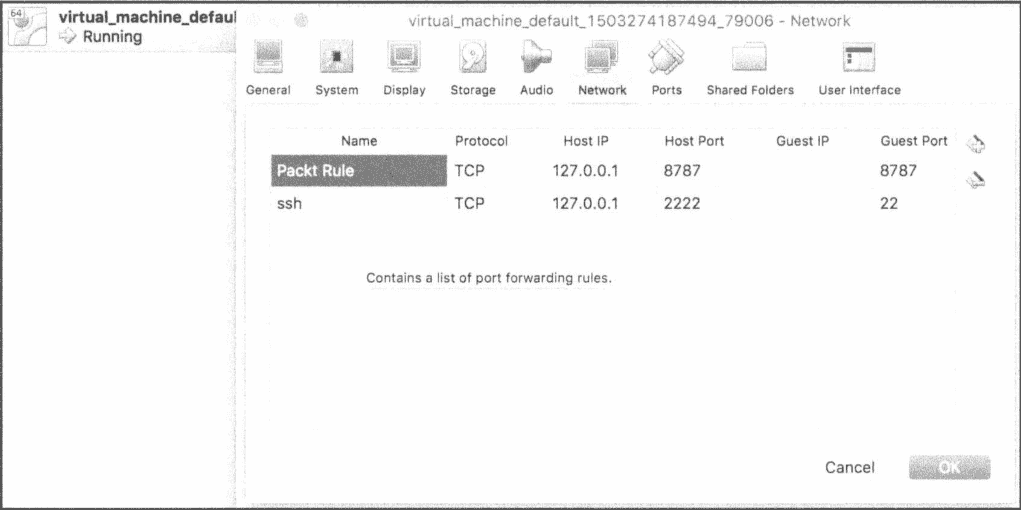 64
virtual_machine_defaul
Running
virtual_machine_default_1503274187494_79006 - Network
General System Display Storage Audio Network Ports Shared Folders User Interface
Name Protocol Host IP Host Port Guest IP Guest Port
Packt Rule TCP 127.0.0.1 8787 8787
ssh TCP 127.0.0.1 2222 22
Contains a list of port forwarding rules.
Cancel OK